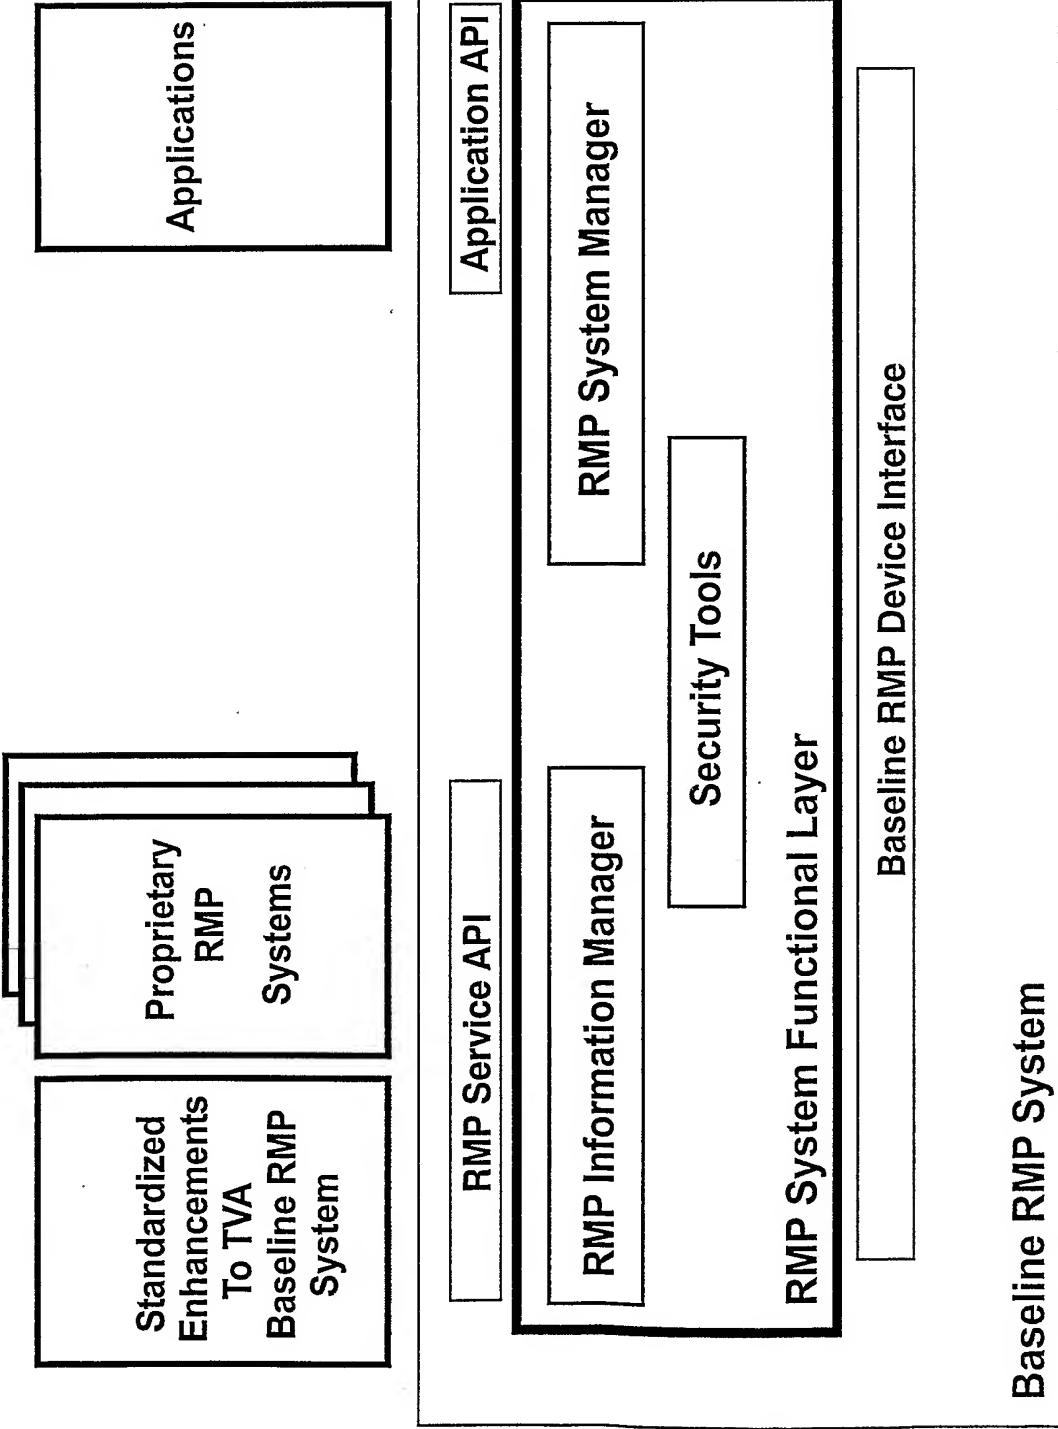 Standardized
Enhancements
To TVA
Baseline RMP
System
Proprietary
RMP
Systems
Applications
RMP Service API
Application API
RMP Information Manager
RMP System Manager
Security Tools
RMP System Functional Layer
Baseline RMP Device Interface
Baseline RMP System